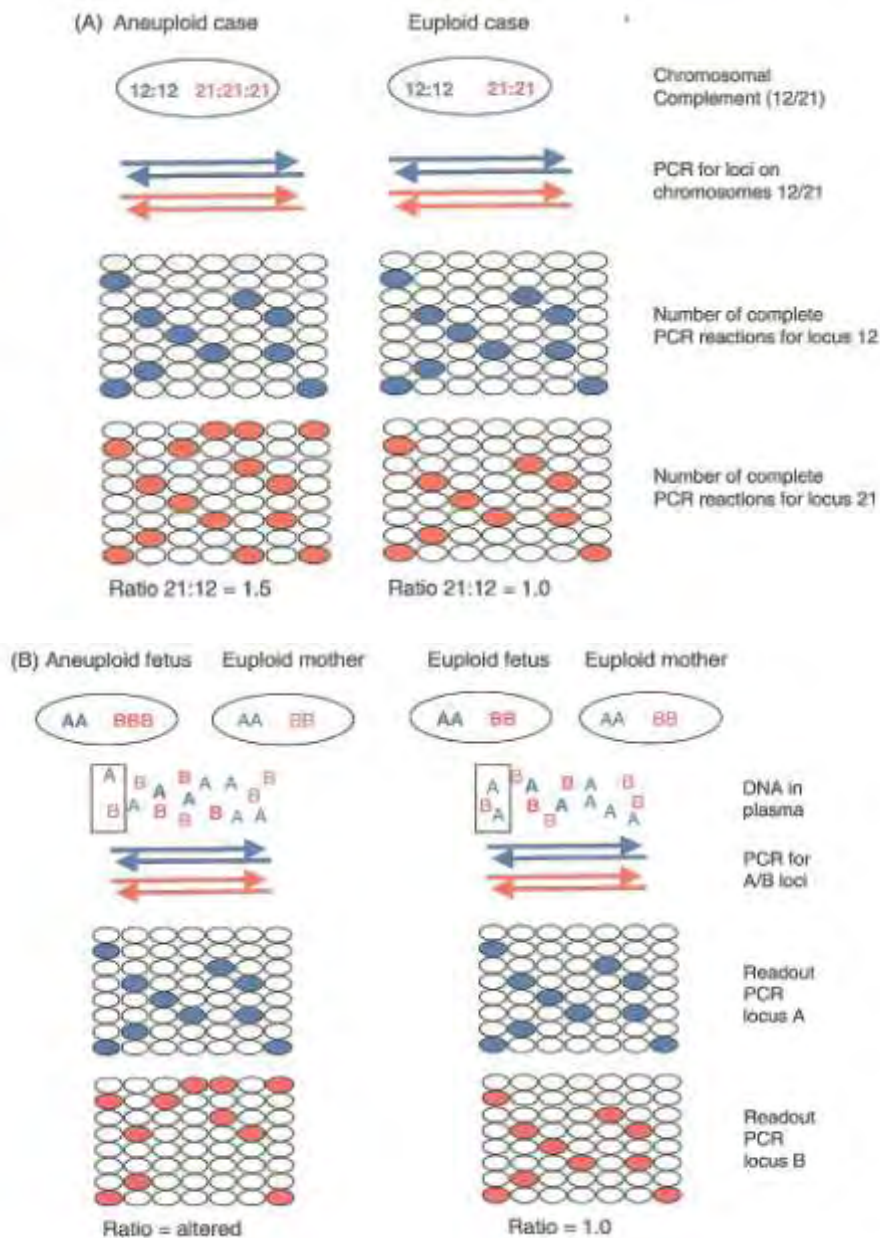 (A) Aneuploid case
Euploid case
12:12 21:21:21
12:12 21:21
Chromosomal
Complement (12/21)
PCR for loci on
chromosomes 12/21
Number of complete
PCR reactions for locus 12
Number of complete
PCR reactions for locus 21
Ratio 21:12 = 1.5
Ratio 21:12 = 1.0
(B) Aneuploid fetus
Euploid mother
Euploid fetus
Euploid mother
AA BBB
AA BB
AA BB
AA BB
A B A B A A B
B A B A B B A A B
A B A B A B
B A B A B A A B A
DNA in
plasma
PCR for
A/B loci
Readout
PCR
locus A
Readout
PCR
locus B
Ratio = altered
Ratio = 1.0